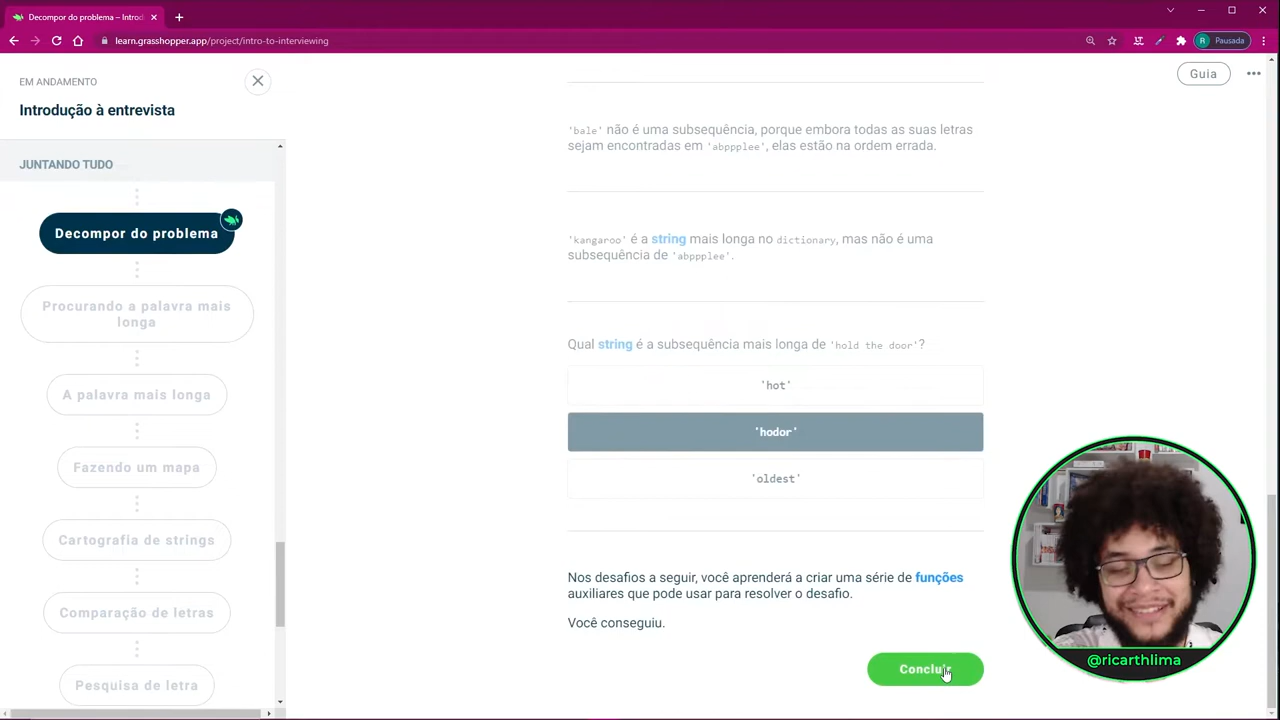 Decompor do problema – Introdu
learn.grasshopper.app/project/intro-to-interviewing
R
Pausada
EM ANDAMENTO
Introdução à entrevista
JUNTANDO TUDO
Decompor do problema
Procurando a palavra mais
longa
A palavra mais longa
Fazendo um mapa
Cartografia de strings
Comparação de letras
Pesquisa de letra
Guia
'bale' não é uma subsequência, porque embora todas as suas letras
sejam encontradas em 'abppplee', elas estão na ordem errada.
'kangaroo' é a string mais longa no dictionary, mas não é uma
subsequência de 'abppplee'.
Qual string é a subsequência mais longa de 'hold the door'?
'hot'
'hodor'
'oldest'
Nos desafios a seguir, você aprenderá a criar uma série de funções
auxiliares que pode usar para resolver o desafio.
Você conseguiu.
Concluir
@ricarthlima